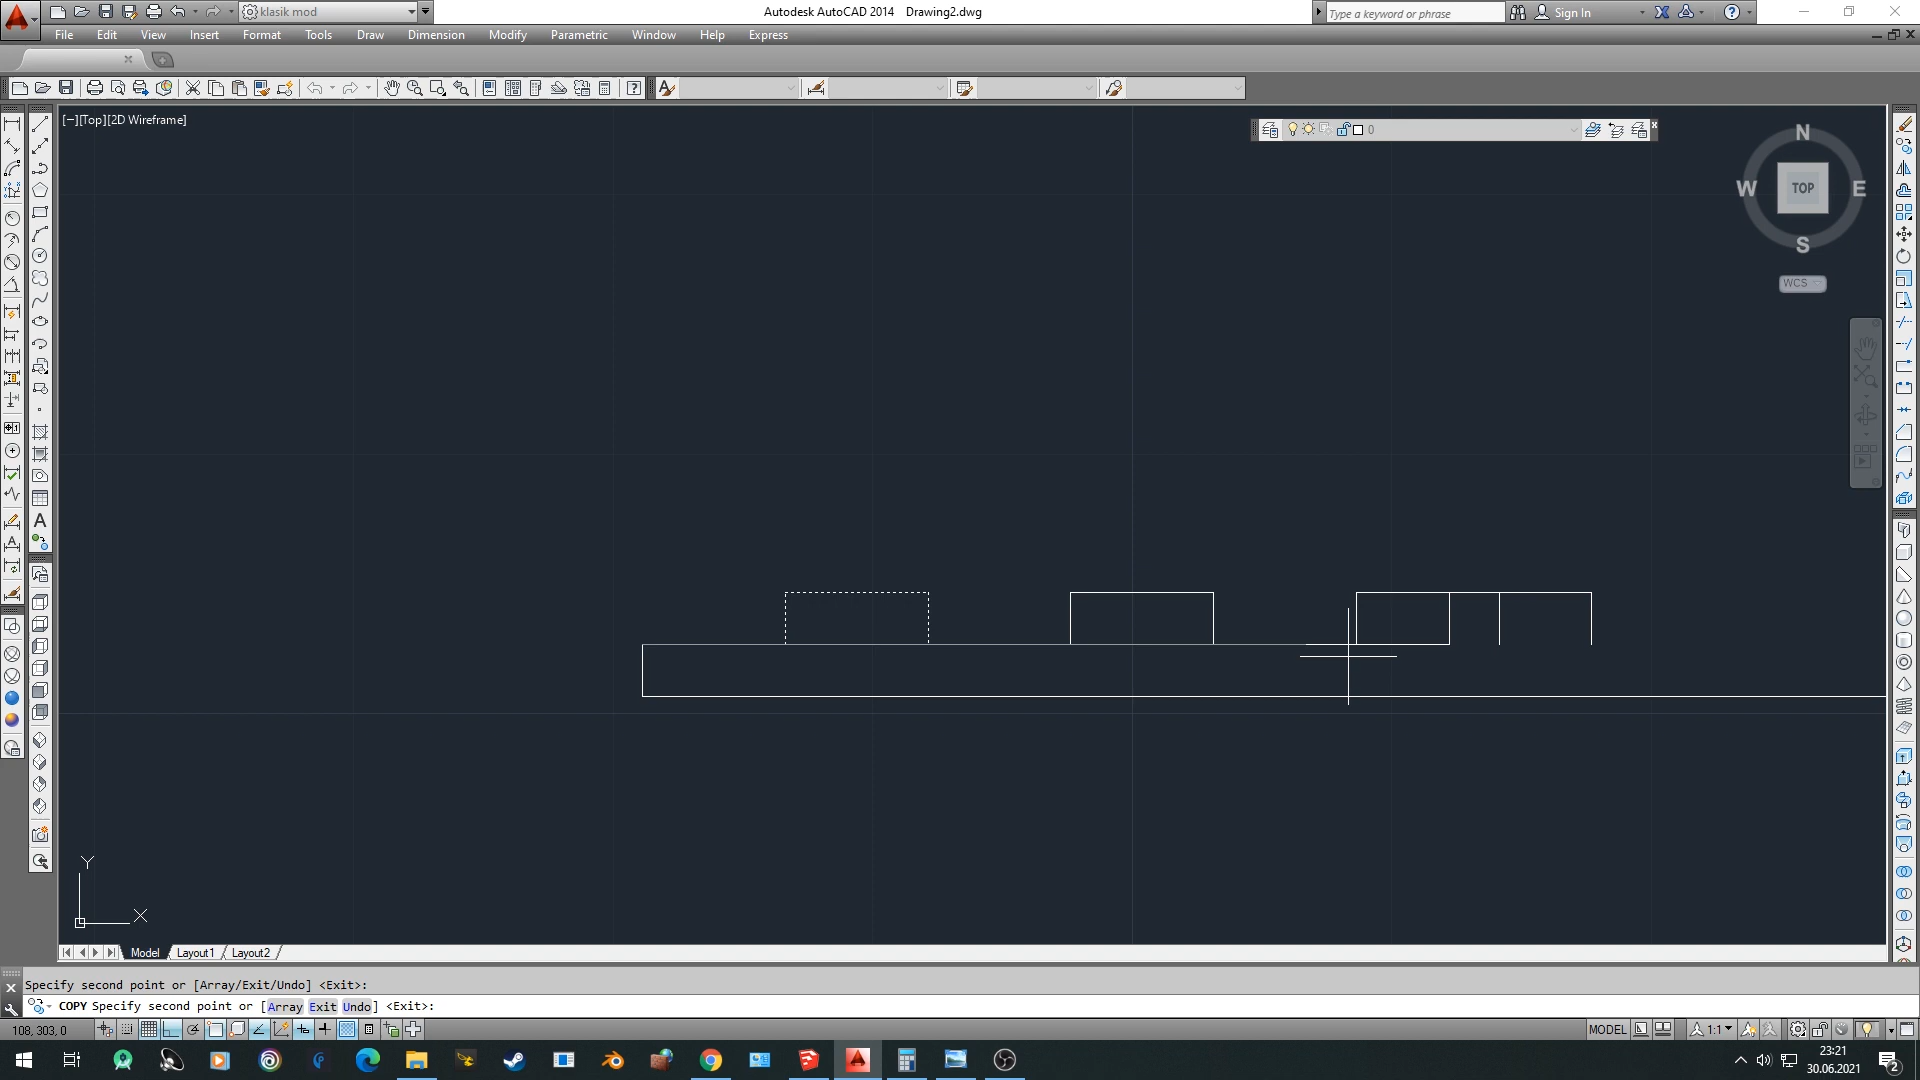 klasik mod
Autodesk AutoCAD 2014 Drawing2.dwg
Type a keyword or phrase
Sign In
File Edit View Insert Format Tools Draw Dimension Modify Parametric Window Help Express
[−][Top][2D Wireframe]
0
N
W TOP E
S
WCS
A
Y
X
Model Layout1 Layout2
Specify second point or [Array/Exit/Undo] <Exit>:
COPY Specify second point or [Array Exit Undo] <Exit>:
108, 303, 0 MODEL 1:1
23:21
30.06.2021
2